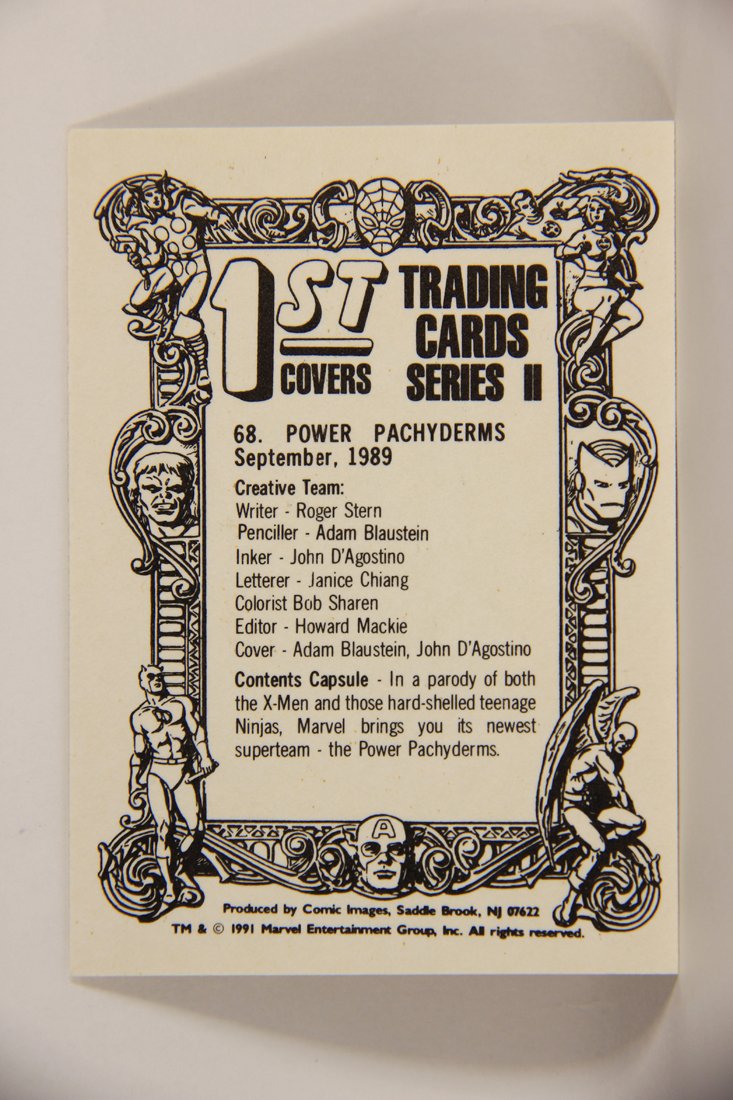 1ST COVERS
TRADING
CARDS
SERIES II
68. POWER PACHYDERMS
September, 1989
Creative Team:
Writer - Roger Stern
Penciller - Adam Blaustein
Inker - John D'Agostino
Letterer - Janice Chiang
Colorist Bob Sharen
Editor - Howard Mackie
Cover - Adam Blaustein, John D'Agostino
Contents Capsule - In a parody of both
the X-Men and those hard-shelled teenage
Ninjas, Marvel brings you its newest
superteam - the Power Pachyderms.
A
Produced by Comic Images, Saddle Brook, NJ 07622
TM & © 1991 Marvel Entertainment Group, Inc. All rights reserved.